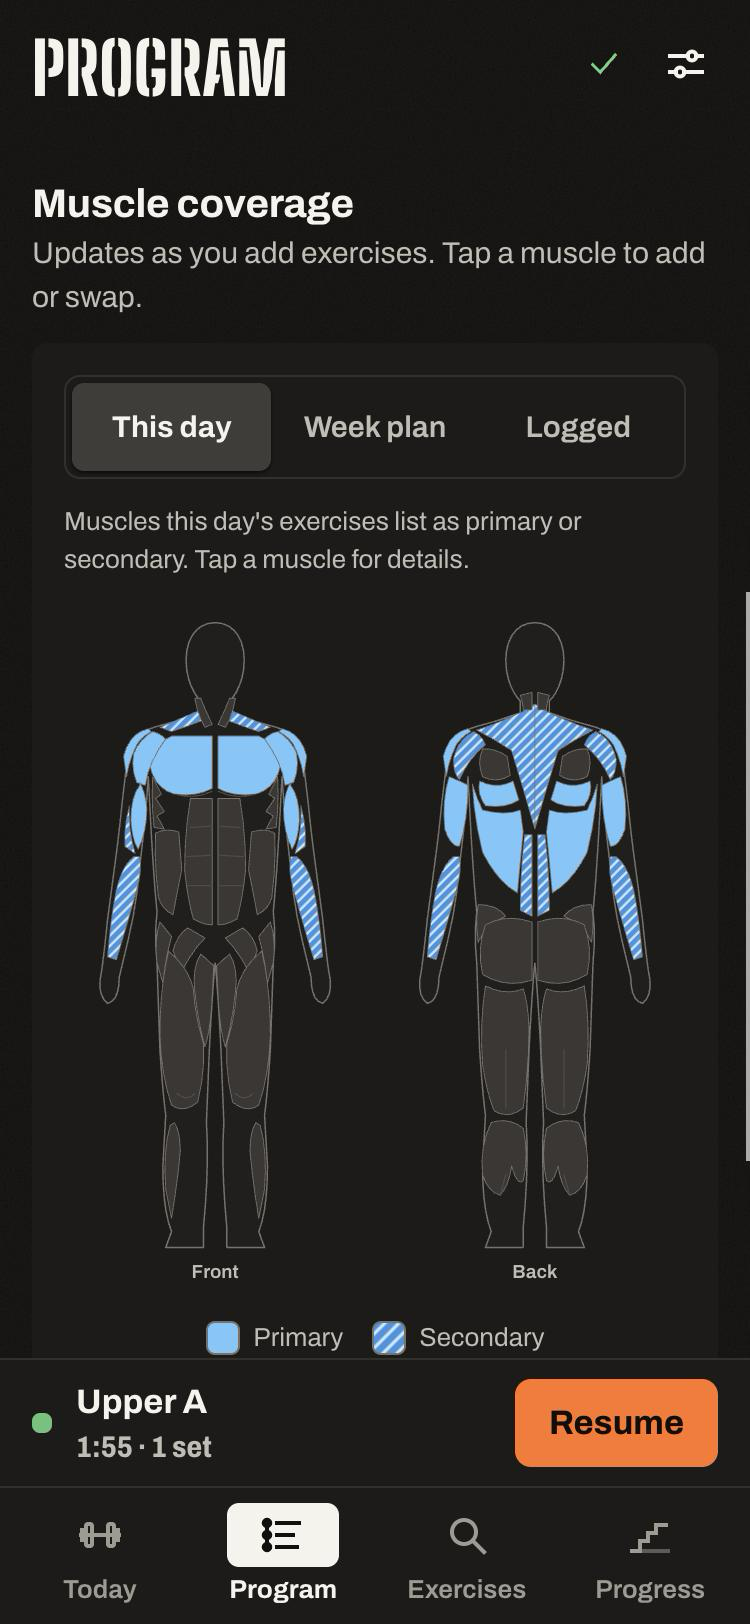 PROGRAM
Muscle coverage
Updates as you add exercises. Tap a muscle to add
or swap.
This day
Week plan
Logged
Muscles this day's exercises list as primary or
secondary. Tap a muscle for details.
Front
Back
Primary
Secondary
Upper A
1:55 · 1 set
Resume
Today
Program
Exercises
Progress